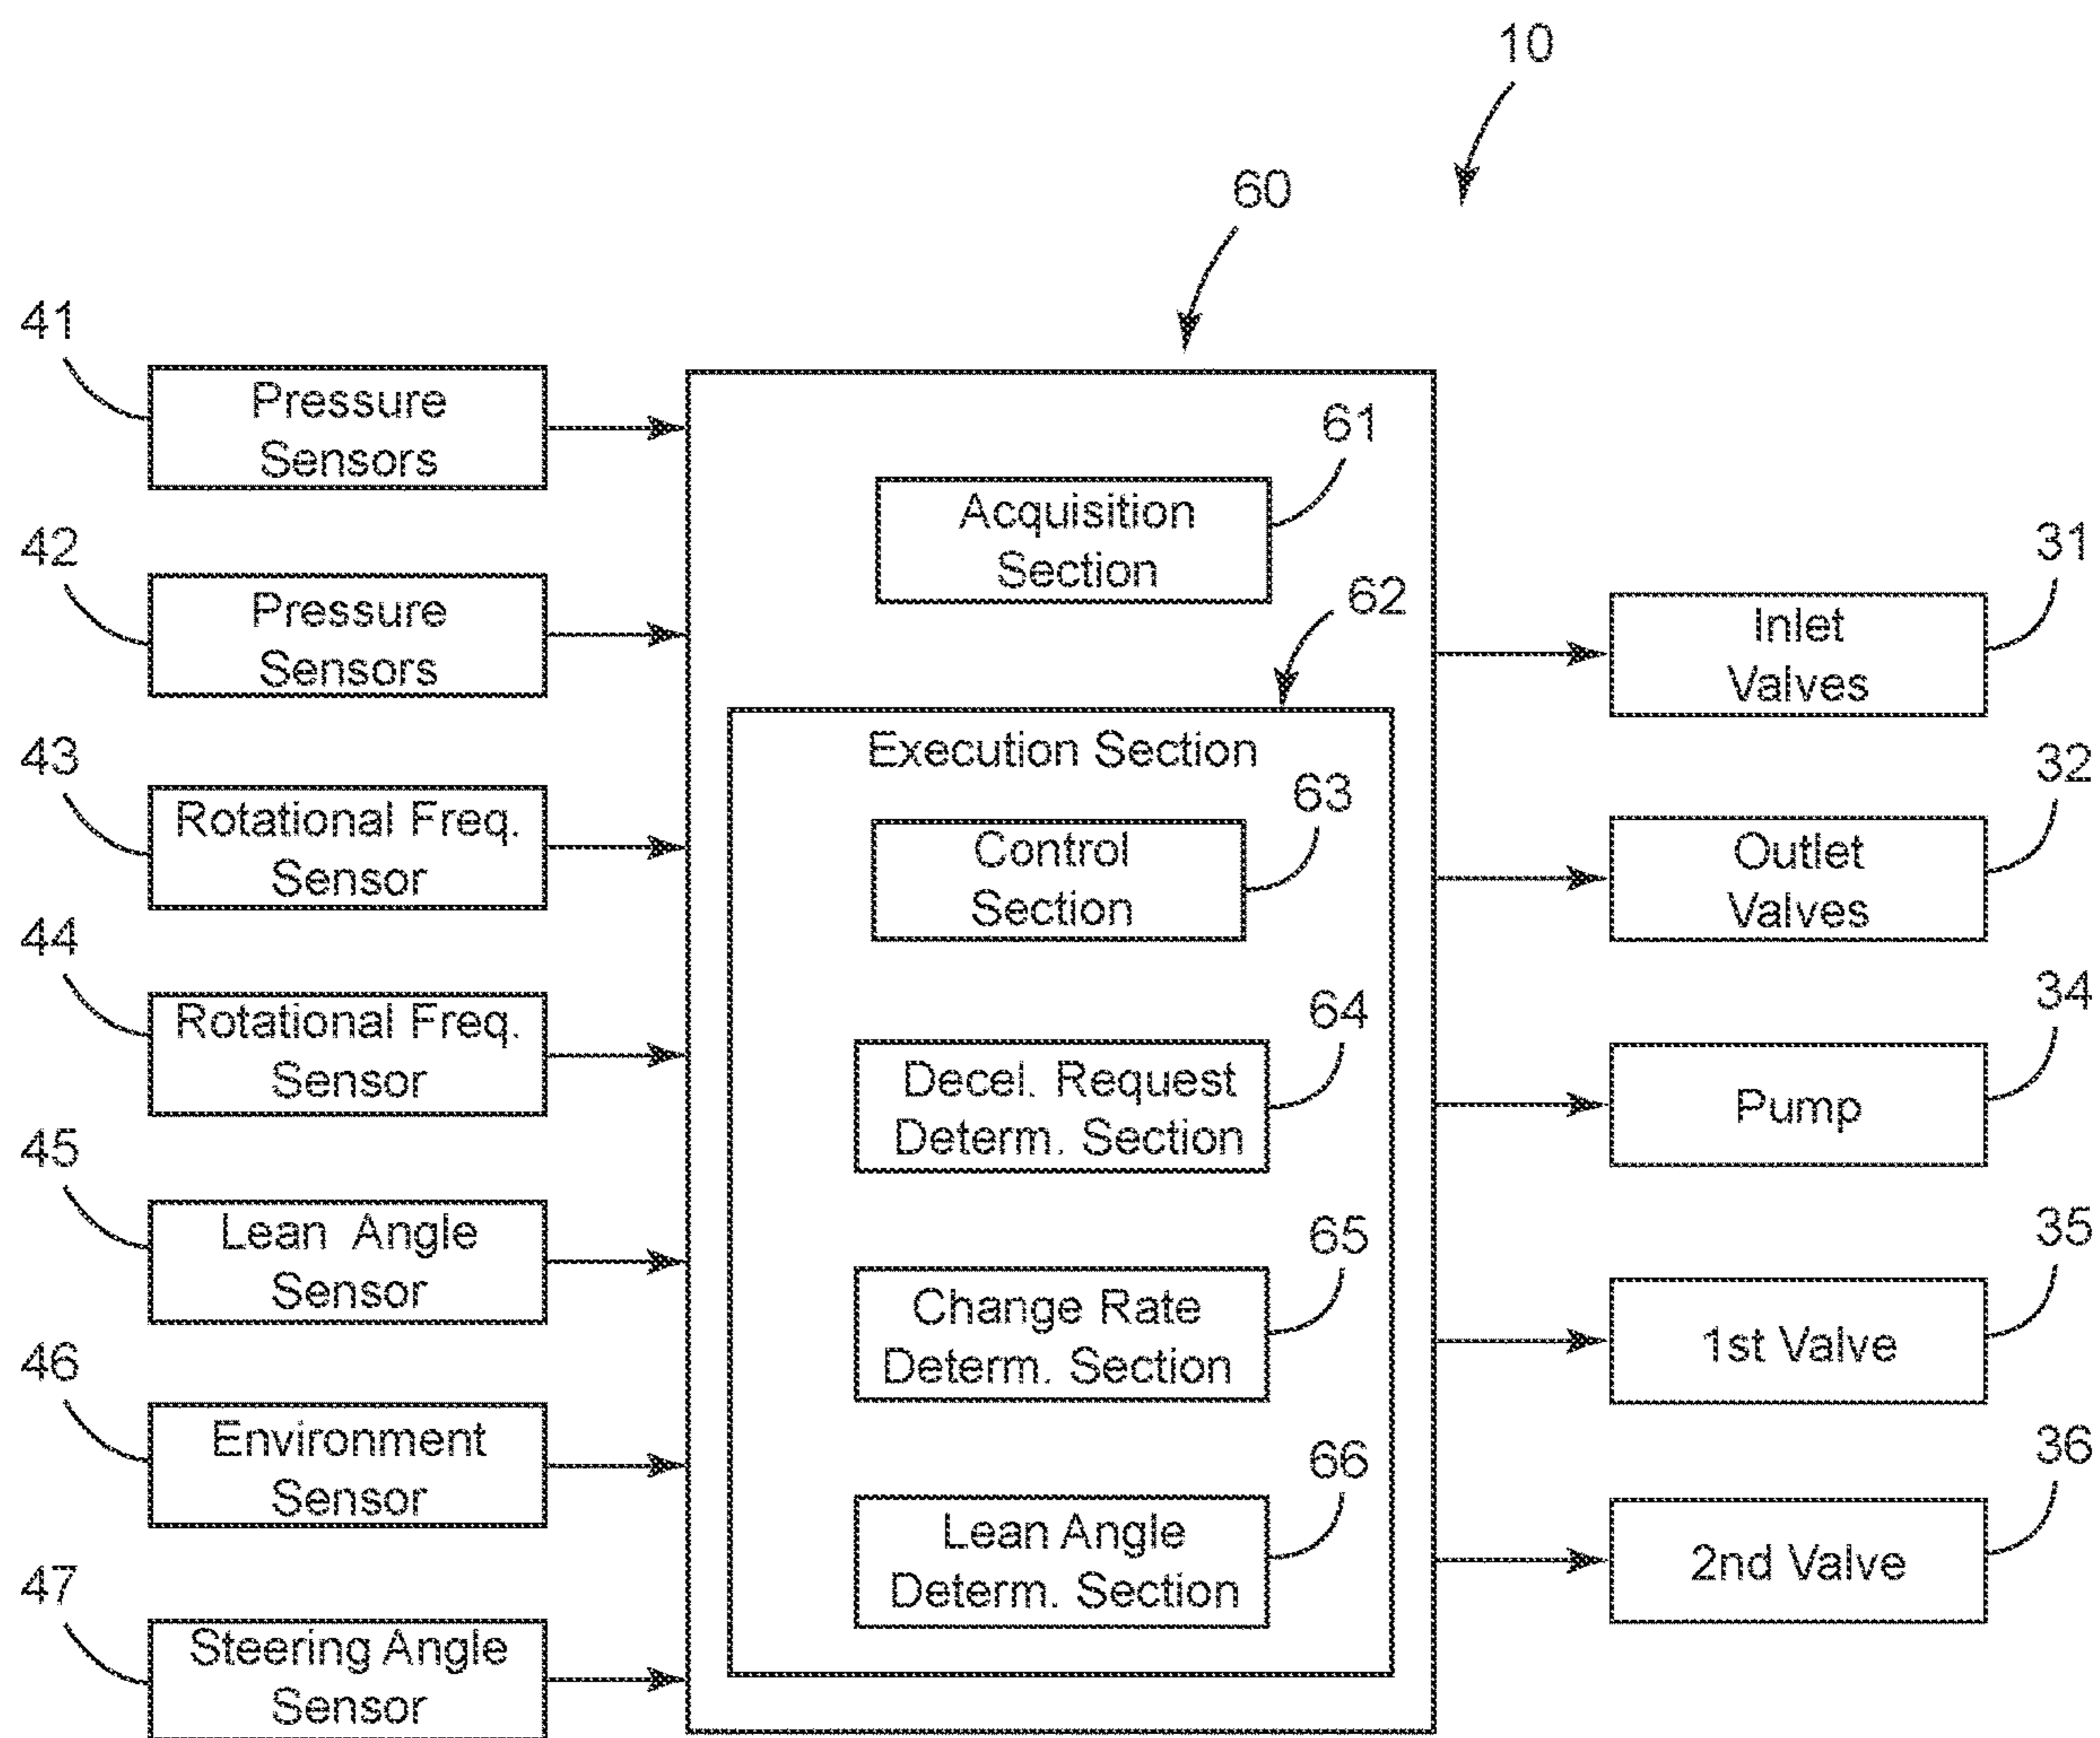 10
60
41
Pressure
Sensors
42
Pressure
Sensors
43
Rotational Freq.
Sensor
44
Rotational Freq.
Sensor
45
Lean Angle
Sensor
46
Environment
Sensor
47
Steering Angle
Sensor
61
Acquisition
Section
62
Execution Section
63
Control
Section
64
Decel. Request
Determ. Section
65
Change Rate
Determ. Section
66
Lean Angle
Determ. Section
31
Inlet
Valves
32
Outlet
Valves
34
Pump
35
1st Valve
36
2nd Valve